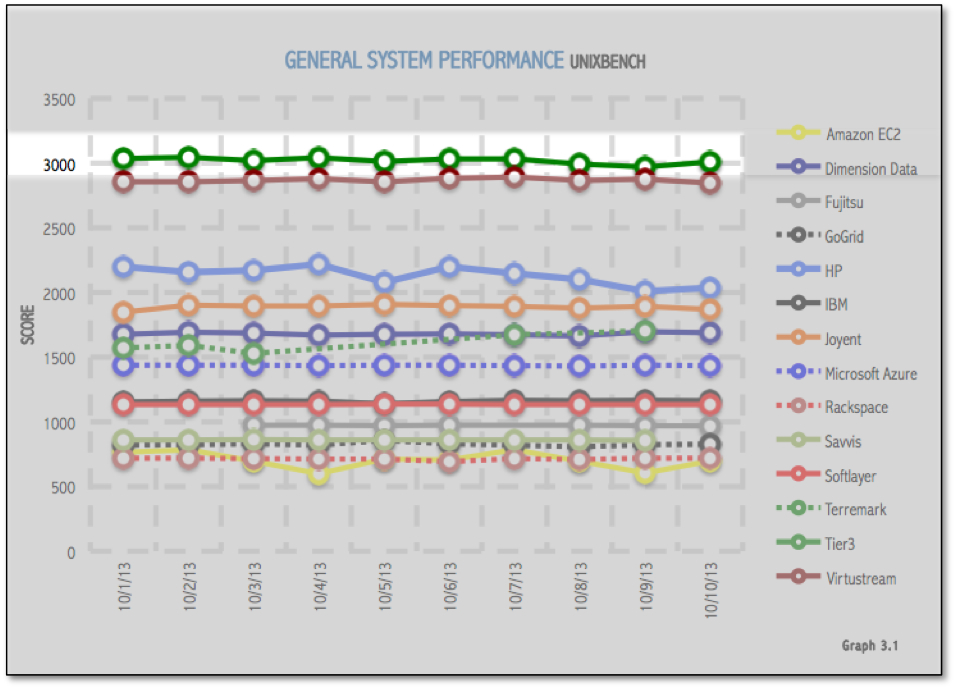 GENERAL SYSTEM PERFORMANCE UNIXBENCH
3500
3000
2500
2000
1500
1000
500
0
SCORE
10/1/13
10/2/13
10/3/13
10/4/13
10/5/13
10/6/13
10/7/13
10/8/13
10/9/13
10/10/13
Amazon EC2
Dimension Data
Fujitsu
GoGrid
HP
IBM
Joyent
Microsoft Azure
Rackspace
Savvis
Softlayer
Terremark
Tier3
Virtustream
Graph 3.1